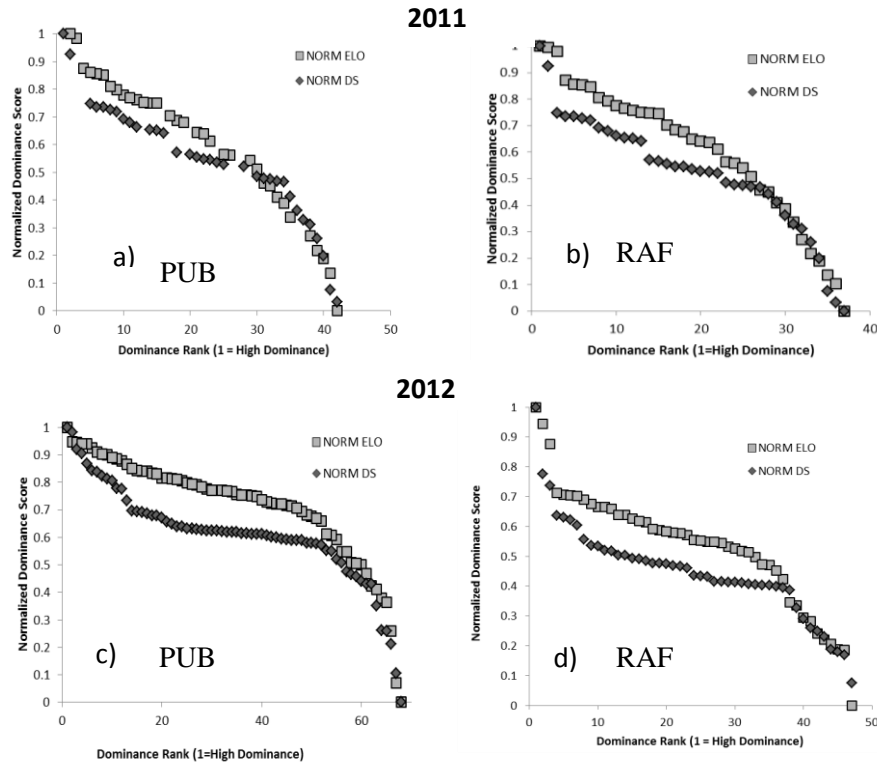 2011
1
0.9
0.8
0.7
0.6
0.5
0.4
0.3
0.2
0.1
0
Normalized Dominance Score
NORM ELO
NORM DS
a) PUB
0 10 20 30 40 50
Dominance Rank (1 = High Dominance)
1
0.9
0.8
0.7
0.6
0.5
0.4
0.3
0.2
0.1
0
Normalized Dominance Score
NORM ELO
NORM DS
b) RAF
0 10 20 30 40
Dominance Rank (1=High Dominance)
2012
1
0.9
0.8
0.7
0.6
0.5
0.4
0.3
0.2
0.1
0
Normalized Dominance Score
NORM ELO
NORM DS
c) PUB
0 20 40 60
Dominance Rank (1=High Dominance)
1
0.9
0.8
0.7
0.6
0.5
0.4
0.3
0.2
0.1
0
Normalized Dominance Score
NORM ELO
NORM DS
d) RAF
0 10 20 30 40 50
Dominance Rank (1 = High Dominance)